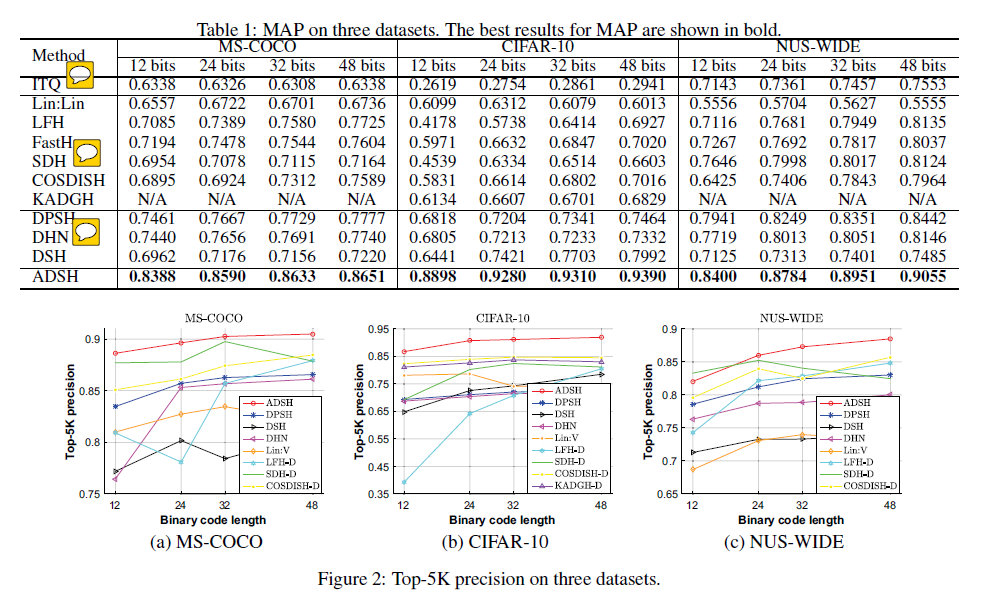 Table 1: MAP on three datasets. The best results for MAP are shown in bold.
Method MS-COCO CIFAR-10 NUS-WIDE
12 bits 24 bits 32 bits 48 bits 12 bits 24 bits 32 bits 48 bits 12 bits 24 bits 32 bits 48 bits
ITQ 0.6338 0.6326 0.6308 0.6338 0.2619 0.2754 0.2861 0.2941 0.7143 0.7361 0.7457 0.7553
Lin:Lin 0.6557 0.6722 0.6701 0.6736 0.6099 0.6312 0.6079 0.6013 0.5556 0.5704 0.5627 0.5555
LFH 0.7085 0.7389 0.7580 0.7725 0.4178 0.5738 0.6414 0.6927 0.7116 0.7681 0.7949 0.8135
FastH 0.7194 0.7478 0.7544 0.7604 0.5971 0.6632 0.6847 0.7020 0.7267 0.7692 0.7817 0.8037
SDH 0.6954 0.7078 0.7115 0.7164 0.4539 0.6334 0.6514 0.6603 0.7646 0.7998 0.8017 0.8124
COSDISH 0.6895 0.6924 0.7312 0.7589 0.5831 0.6614 0.6802 0.7016 0.6425 0.7406 0.7843 0.7964
KADGH N/A N/A N/A N/A 0.6134 0.6607 0.6701 0.6829 N/A N/A N/A N/A
DPSH 0.7461 0.7667 0.7729 0.7777 0.6818 0.7204 0.7341 0.7464 0.7941 0.8249 0.8351 0.8442
DHN 0.7440 0.7656 0.7691 0.7740 0.6805 0.7213 0.7233 0.7332 0.7719 0.8013 0.8051 0.8146
DSH 0.6962 0.7176 0.7156 0.7220 0.6441 0.7421 0.7703 0.7992 0.7125 0.7313 0.7401 0.7485
ADSH 0.8388 0.8590 0.8633 0.8651 0.8898 0.9280 0.9310 0.9390 0.8400 0.8784 0.8951 0.9055
MS-COCO
Top-5K precision
0.9
0.85
0.8
0.75
ADSH
DPSH
DSH
DHN
Lin:V
LFH-D
SDH-D
COSDISH-D
12 24 32 48
Binary code length
(a) MS-COCO
CIFAR-10
Top-5K precision
0.95
0.85
0.75
0.65
0.55
0.45
0.35
ADSH
DPSH
DSH
DHN
Lin:V
LFH-D
SDH-D
COSDISH-D
KADGH-D
12 24 32 48
Binary code length
(b) CIFAR-10
NUS-WIDE
Top-5K precision
0.9
0.85
0.8
0.75
0.7
0.65
ADSH
DPSH
DSH
DHN
Lin:V
LFH-D
SDH-D
COSDISH-D
12 24 32 48
Binary code length
(c) NUS-WIDE
Figure 2: Top-5K precision on three datasets.